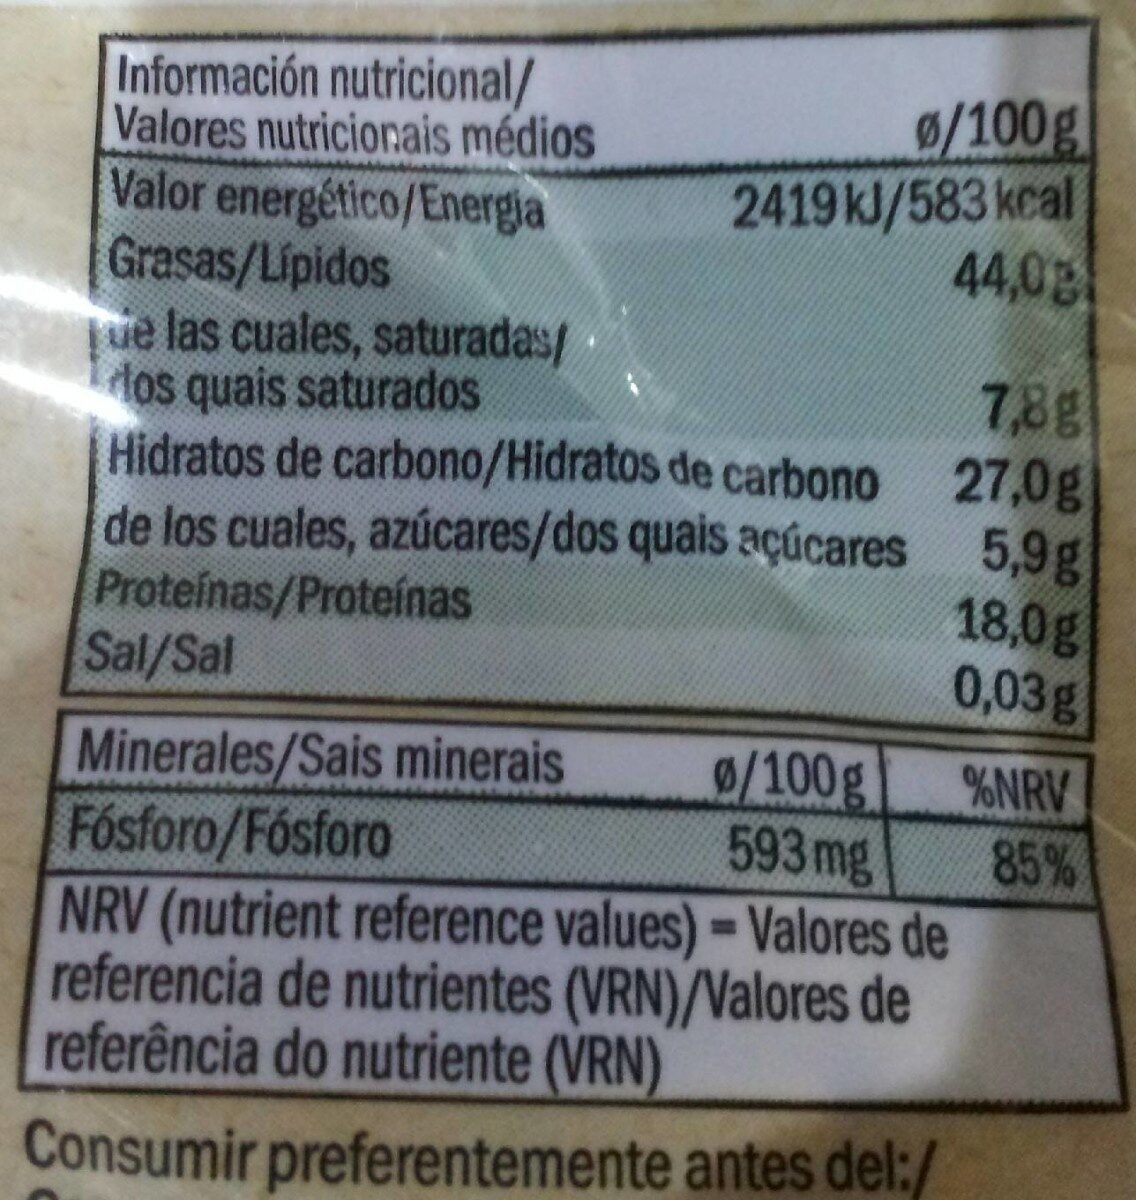 Información nutricional/
Valores nutricionais médios ø/100g
Valor energético/Energia 2419 kJ/583 kcal
Grasas/Lípidos 44,0g
de las cuales, saturadas/
dos quais saturados 7,8g
Hidratos de carbono/Hidratos de carbono 27,0g
de los cuales, azúcares/dos quais açúcares 5,9g
Proteínas/Proteínas 18,0g
Sal/Sal 0,03g
Minerales/Sais minerais ø/100g %NRV
Fósforo/Fósforo 593mg 85%
NRV (nutrient reference values) = Valores de
referencia de nutrientes (VRN)/Valores de
referência do nutriente (VRN)
Consumir preferentemente antes del:/